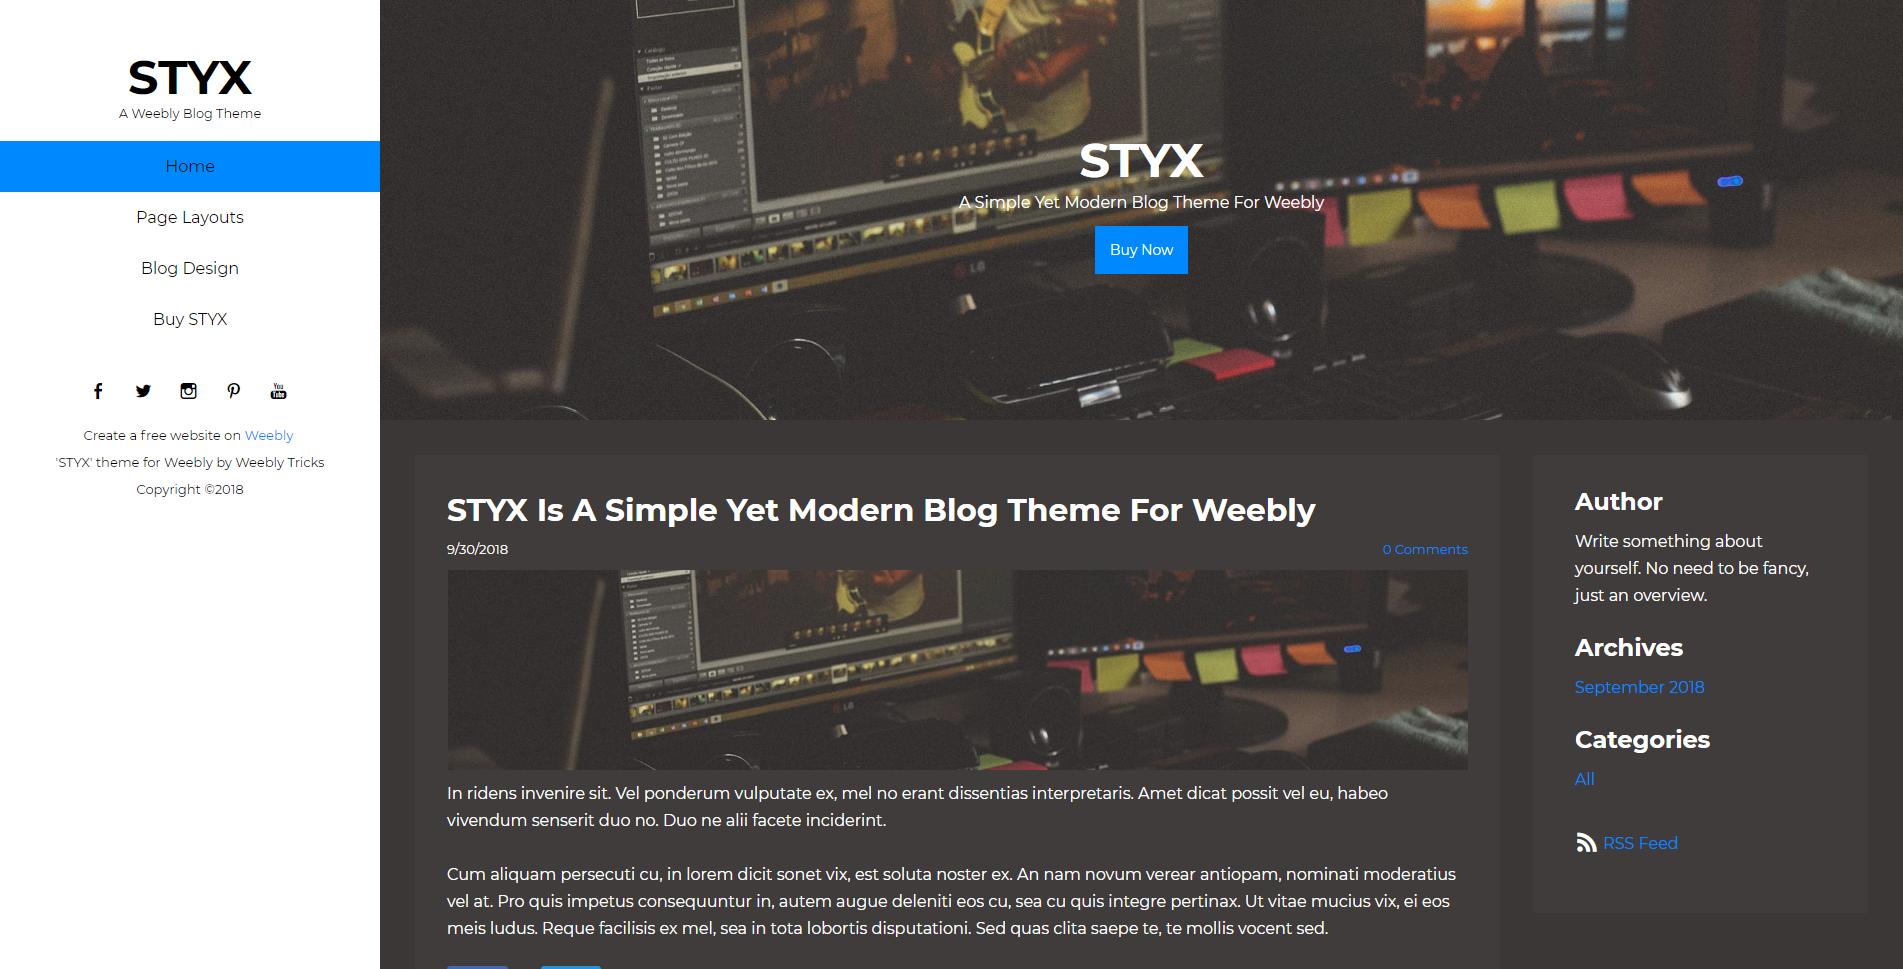 STYX
A Weebly Blog Theme
Home
Page Layouts
Blog Design
Buy STYX
You
Tube
Create a free website on Weebly
'STYX' theme for Weebly by Weebly Tricks
Copyright ©2018
STYX
A Simple Yet Modern Blog Theme For Weebly
Buy Now
LG
STYX Is A Simple Yet Modern Blog Theme For Weebly
9/30/2018
0 Comments
LG
In ridens invenire sit. Vel ponderum vulputate ex, mel no erant dissentias interpretaris. Amet dicat possit vel eu, habeo
vivendum senserit duo no. Duo ne alii facete inciderint.
Cum aliquam persecuti cu, in lorem dicit sonet vix, est soluta noster ex. An nam novum verear antiopam, nominati moderatius
vel at. Pro quis impetus consequuntur in, autem augue deleniti eos cu, sea cu quis integre pertinax. Ut vitae mucius vix, ei eos
meis ludus. Reque facilisis ex mel, sea in tota lobortis disputationi. Sed quas clita saepe te, te mollis vocent sed.
Author
Write something about
yourself. No need to be fancy,
just an overview.
Archives
September 2018
Categories
All
RSS Feed